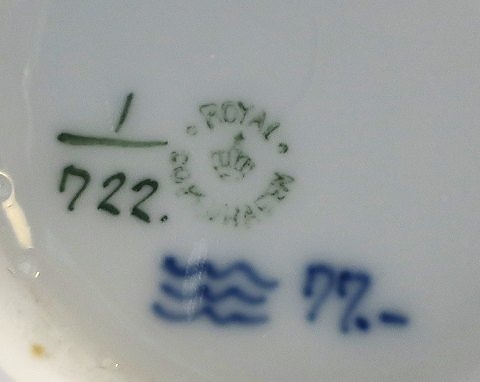 1
722.
ROYAL
COPENHAGEN
77.-